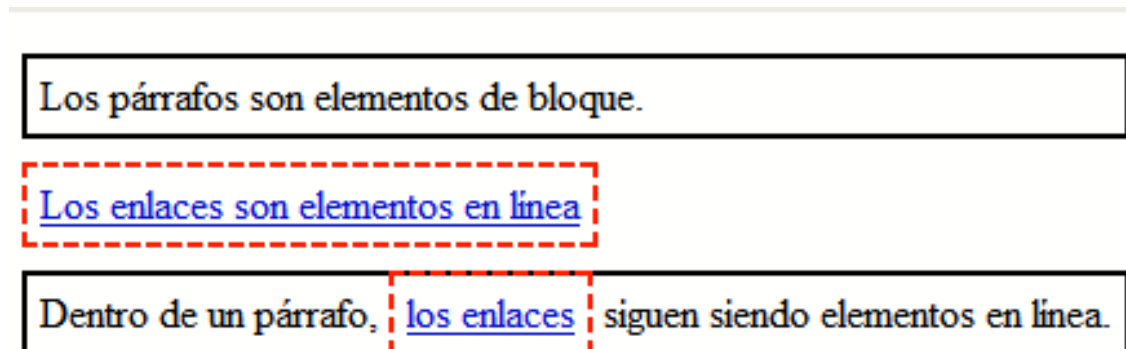 Los párrafos son elementos de bloque.
Los enlaces son elementos en línea
Dentro de un párrafo, los enlaces siguen siendo elementos en línea.